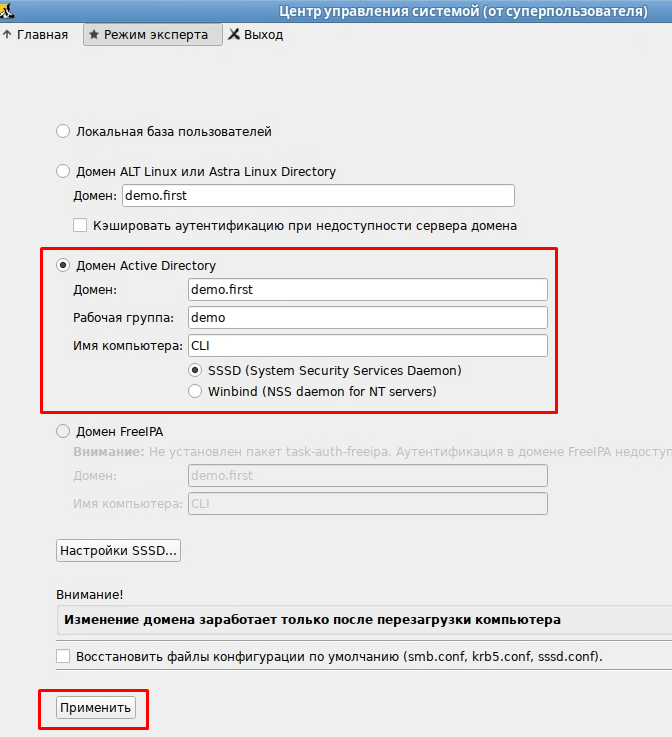 Центр управления системой (от суперпользователя)
Главная Режим эксперта Выход
Локальная база пользователей
Домен ALT Linux или Astra Linux Directory
Домен: demo.first
Кэшировать аутентификацию при недоступности сервера домена
Домен Active Directory
Домен: demo.first
Рабочая группа: demo
Имя компьютера: CLI
SSSD (System Security Services Daemon)
Winbind (NSS daemon for NT servers)
Домен FreeIPA
Внимание: Не установлен пакет task-auth-freeipa. Аутентификация в домене FreeIPA недоступ
Домен: demo.first
Имя компьютера: CLI
Настройки SSSD...
Внимание!
Изменение домена заработает только после перезагрузки компьютера
Восстановить файлы конфигурации по умолчанию (smb.conf, krb5.conf, sssd.conf).
Применить